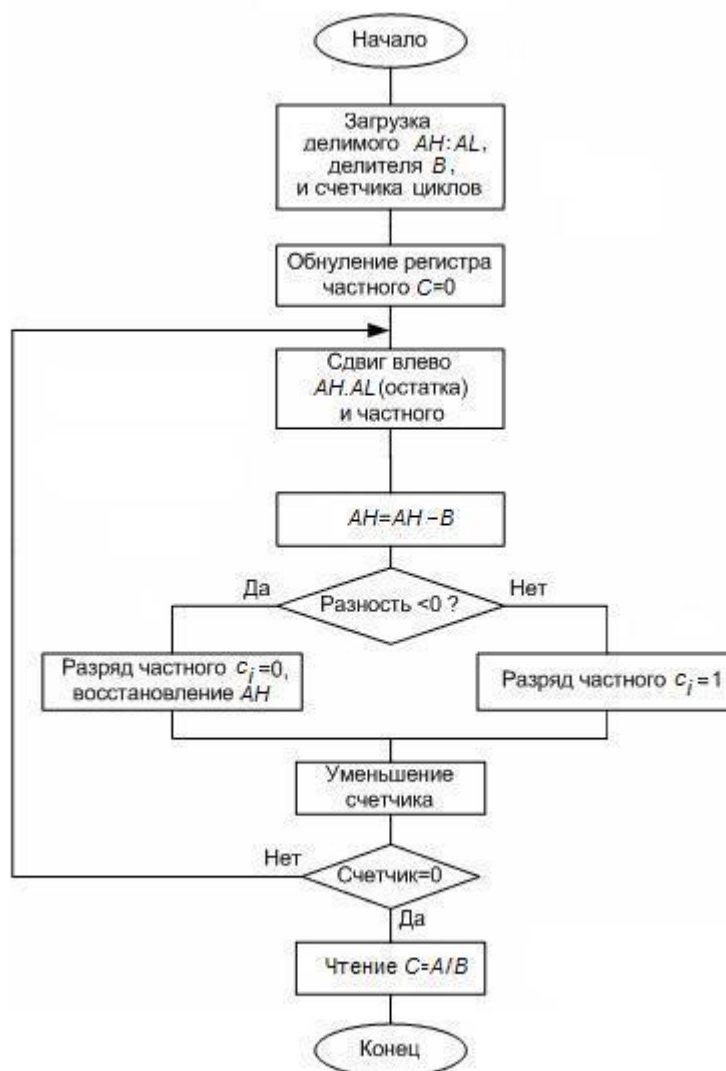 Начало
Загрузка
делимого AH:AL,
делителя B,
и счетчика циклов
Обнуление регистра
частного C=0
Сдвиг влево
AH.AL(остатка)
и частного
AH=AH-B
Да
Разность <0 ?
Нет
Разряд частного ci=0,
восстановление AH
Разряд частного ci=1
Уменьшение
счетчика
Нет
Счетчик=0
Да
Чтение C=A/B
Конец